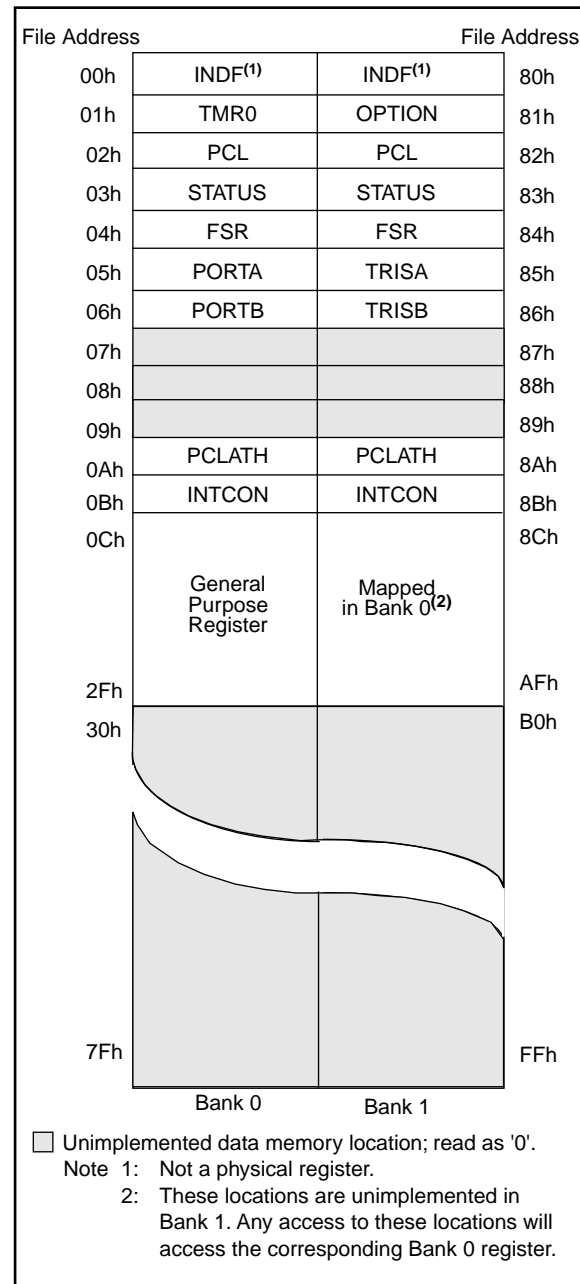 File Address File Address
00h INDF(1) INDF(1) 80h
01h TMR0 OPTION 81h
02h PCL PCL 82h
03h STATUS STATUS 83h
04h FSR FSR 84h
05h PORTA TRISA 85h
06h PORTB TRISB 86h
07h 87h
08h 88h
09h 89h
0Ah PCLATH PCLATH 8Ah
0Bh INTCON INTCON 8Bh
0Ch 8Ch
General Mapped
Purpose in Bank 0(2)
Register
2Fh AFh
30h B0h
7Fh FFh
Bank 0 Bank 1
Unimplemented data memory location; read as '0'.
Note 1: Not a physical register.
2: These locations are unimplemented in
Bank 1. Any access to these locations will
access the corresponding Bank 0 register.